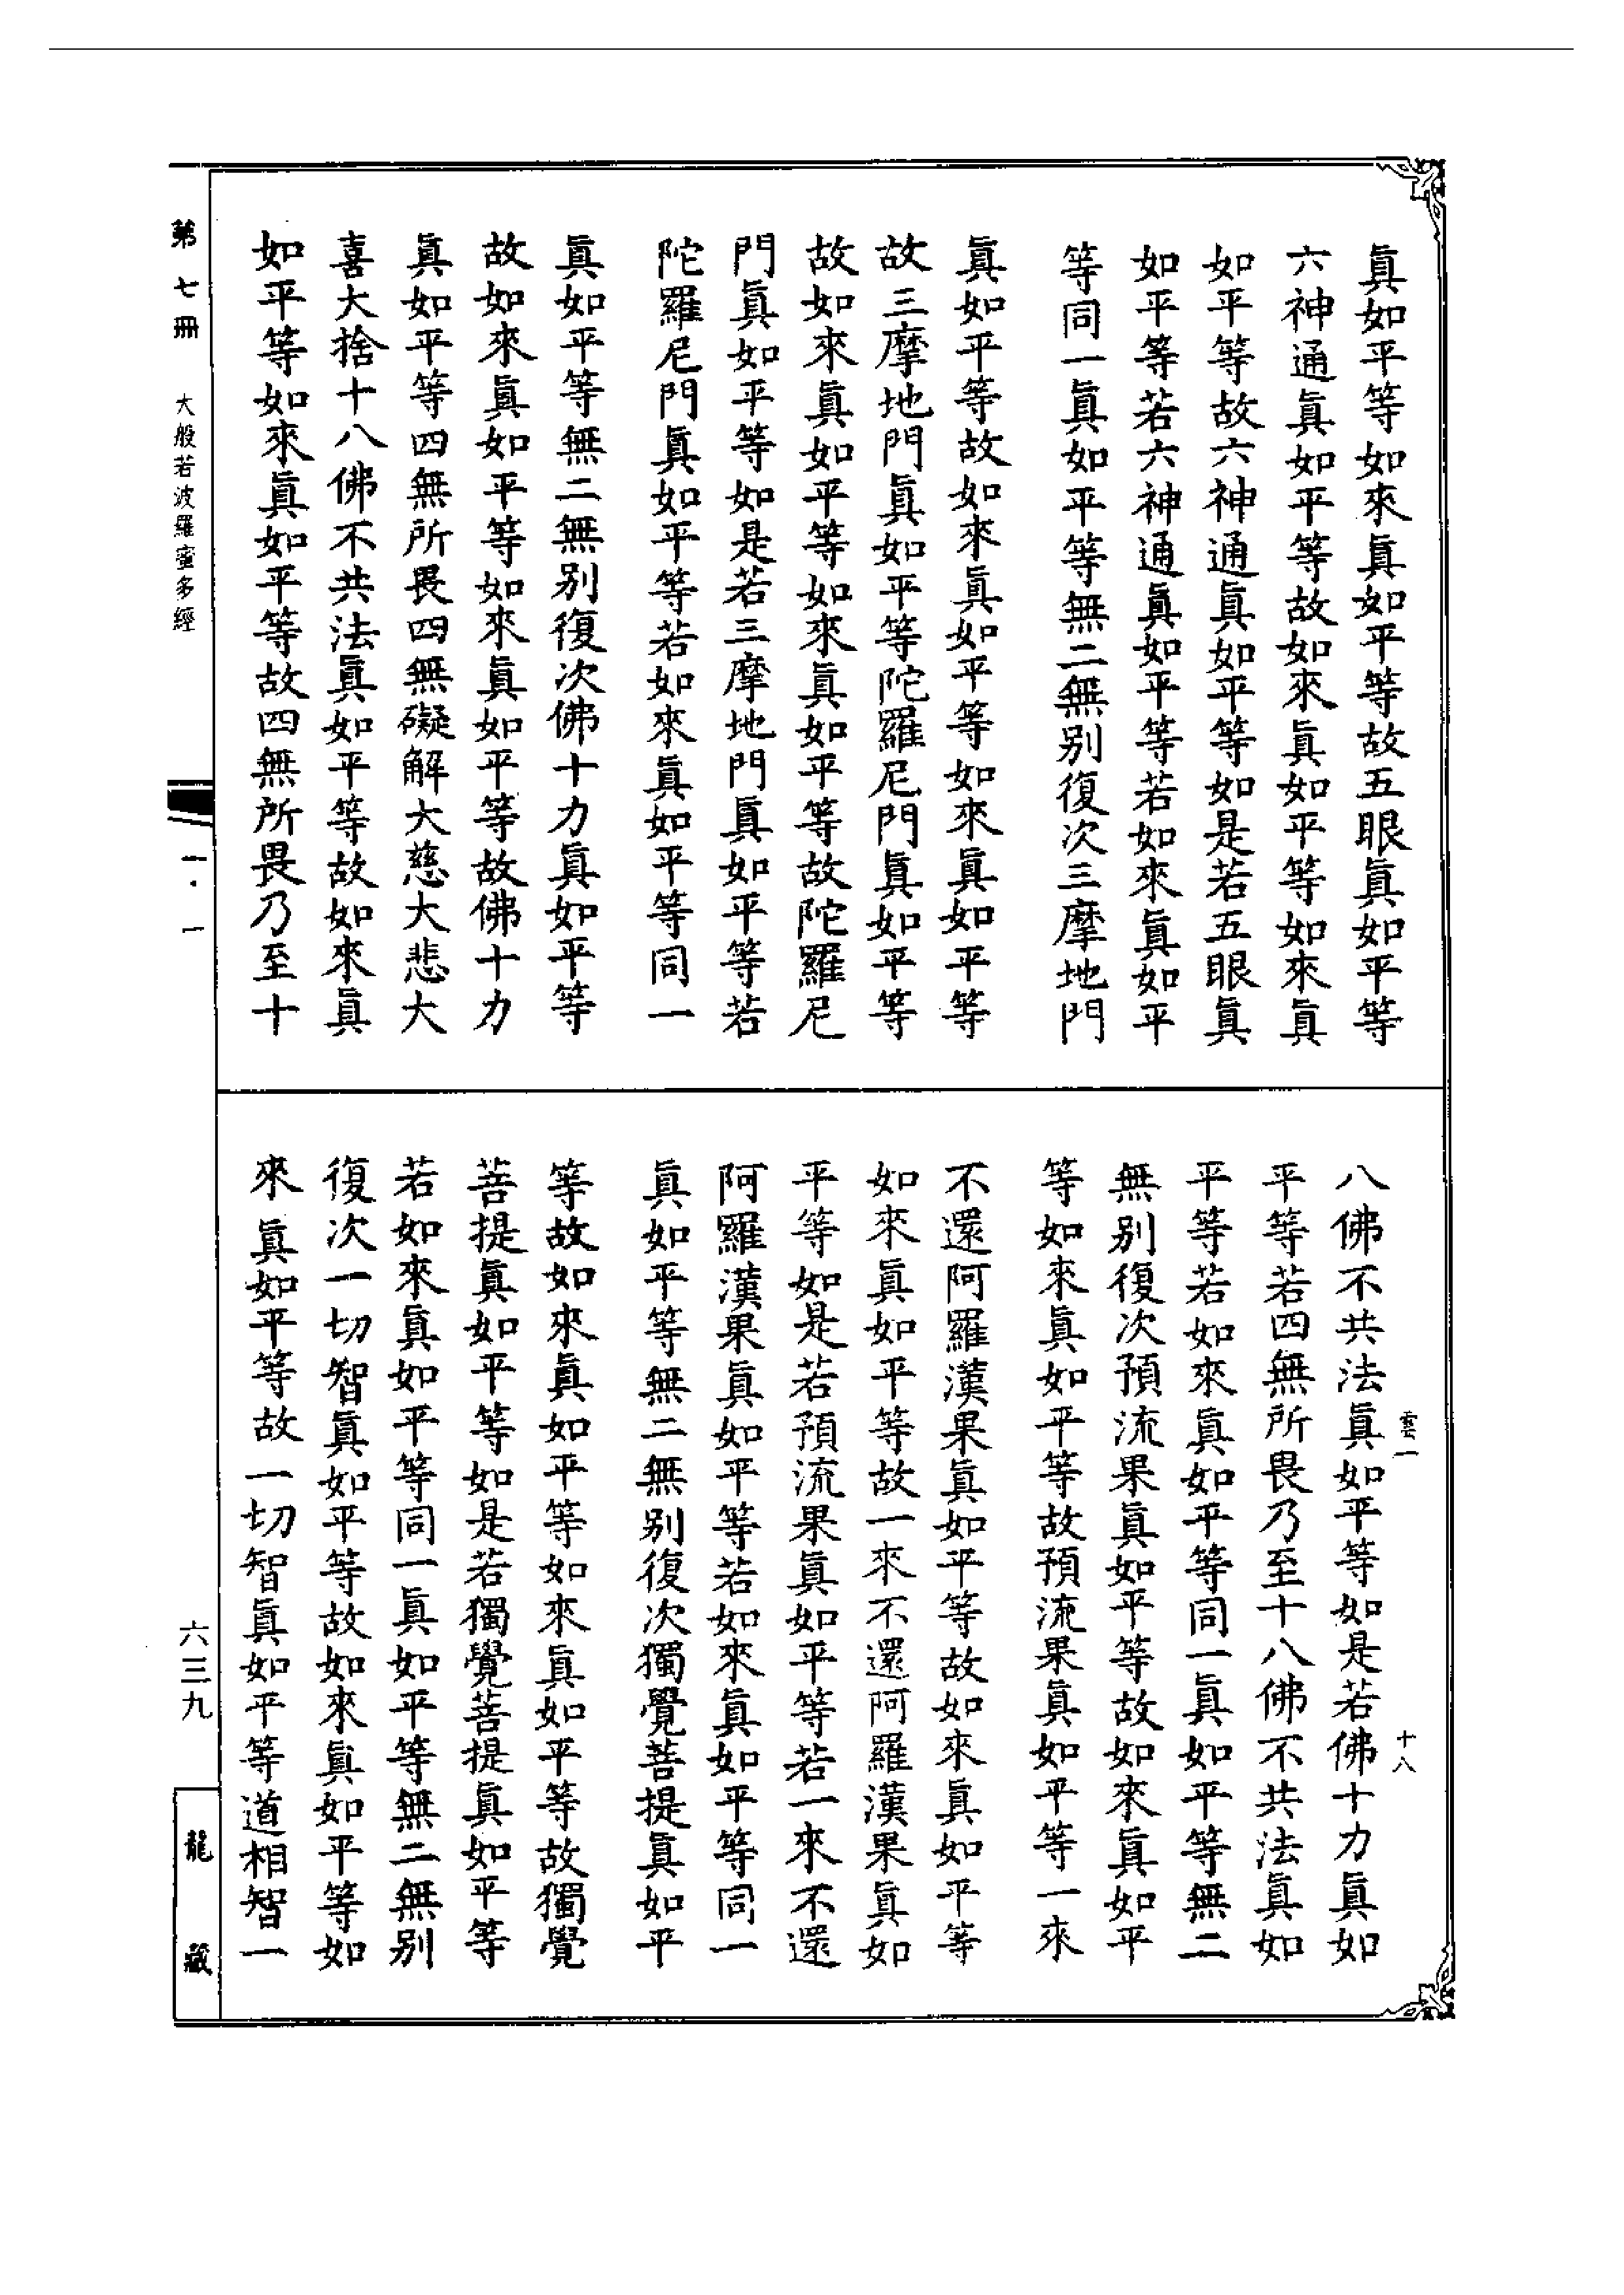 眞如平等如來眞如平等故五眼眞如平等
六神通眞如平等故如來眞如平等如來眞
如平等故六神通眞如平等如是若五眼眞
如平等若六神通眞如平等若如來眞如平
等同一眞如平等無二無别復次三摩地門
眞如平等故如來眞如平等如來眞如平等
故三摩地門眞如平等陀羅尼門眞如平等
故如來眞如平等如來眞如平等故陀羅尼
門眞如平等如是若三摩地門眞如平等若
陀羅尼門眞如平等若如來眞如平等同一
眞如平等無二無别復次佛十力眞如平等
故如來眞如平等如來眞如平等故佛十力
眞如平等四無所畏四無礙解大慈大悲大
喜大捨十八佛不共法眞如平等故如來眞
如平等如來眞如平等故四無所畏乃至十
八佛不共法眞如平等如是若佛十力眞如
平等若四無所畏乃至十八佛不共法眞如
平等若如來眞如平等同一眞如平等無二
無别復次預流果眞如平等故如來眞如平
等如來眞如平等故預流果眞如平等一來
不還阿羅漢果眞如平等故如來眞如平等
如來眞如平等故一來不還阿羅漢果眞如
平等如是若預流果眞如平等若一來不還
阿羅漢果眞如平等若如來眞如平等同一
眞如平等無二無别復次獨覺菩提眞如平
等故如來眞如平等如來眞如平等故獨覺
菩提眞如平等如是若獨覺菩提眞如平等
若如來眞如平等同一眞如平等無二無别
復次一切智眞如平等故如來眞如平等如
來眞如平等故一切智眞如平等道相智一
雲一
十八
第七冊
大般若波羅蜜多經
一·一
六三九
龍藏